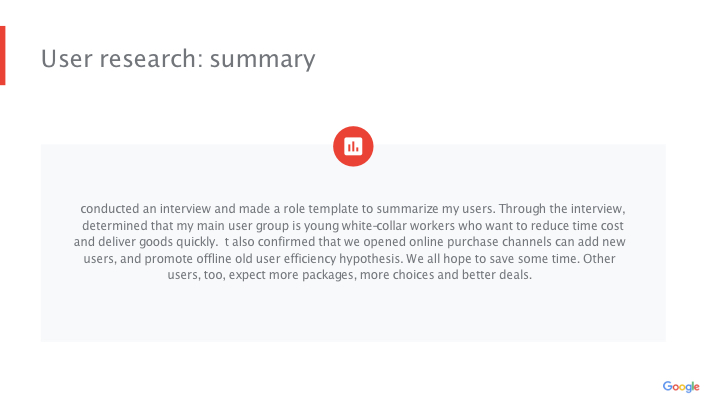 User research: summary
conducted an interview and made a role template to summarize my users. Through the interview,
determined that my main user group is young white-collar workers who want to reduce time cost
and deliver goods quickly. t also confirmed that we opened online purchase channels can add new
users, and promote offline old user efficiency hypothesis. We all hope to save some time. Other
users, too, expect more packages, more choices and better deals.
Google